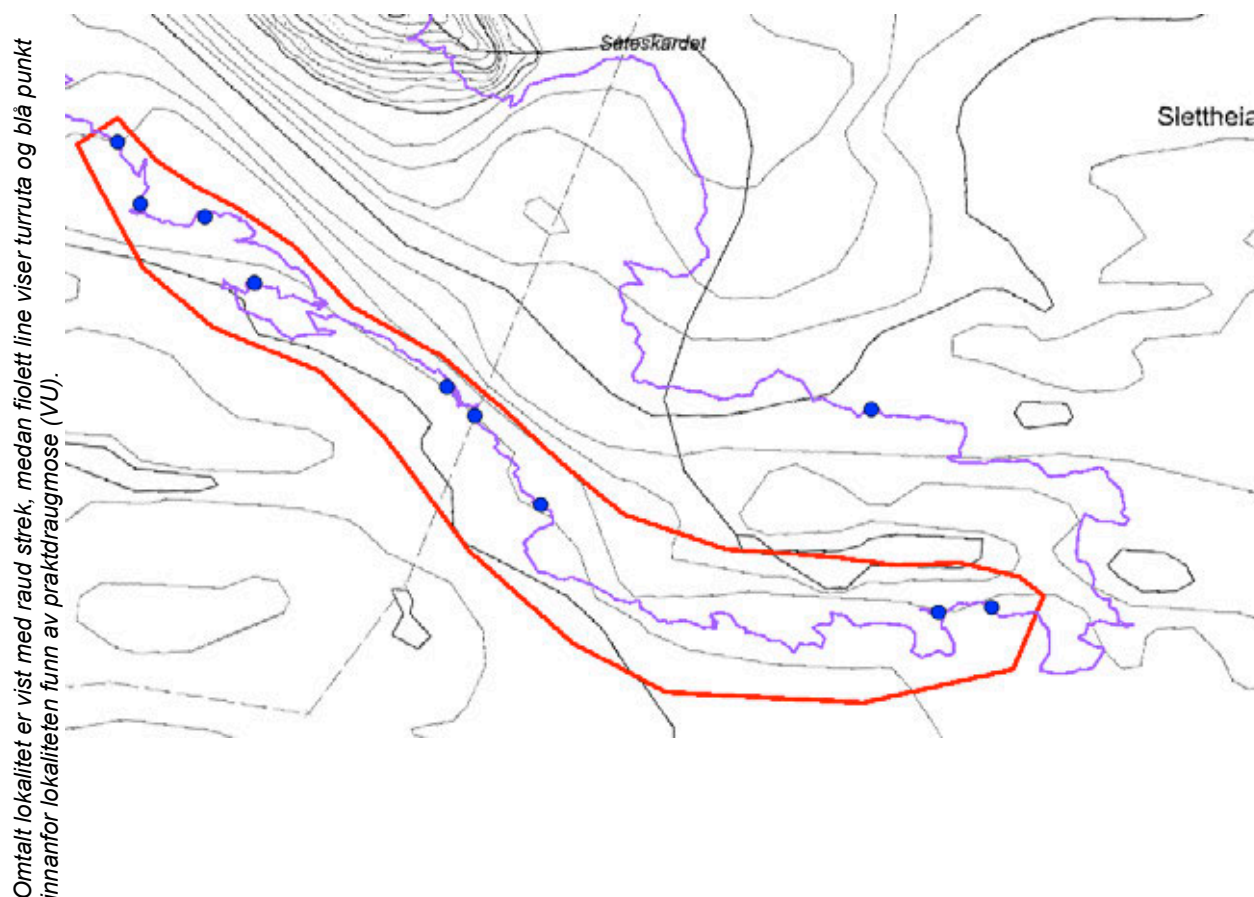 Omtalt lokalitet er vist med raud strek, medan fiolett line viser turruta og blå punkt
innanfor lokaliteten funn av praktdraugmose (VU).
Såteskardet
Slettheia